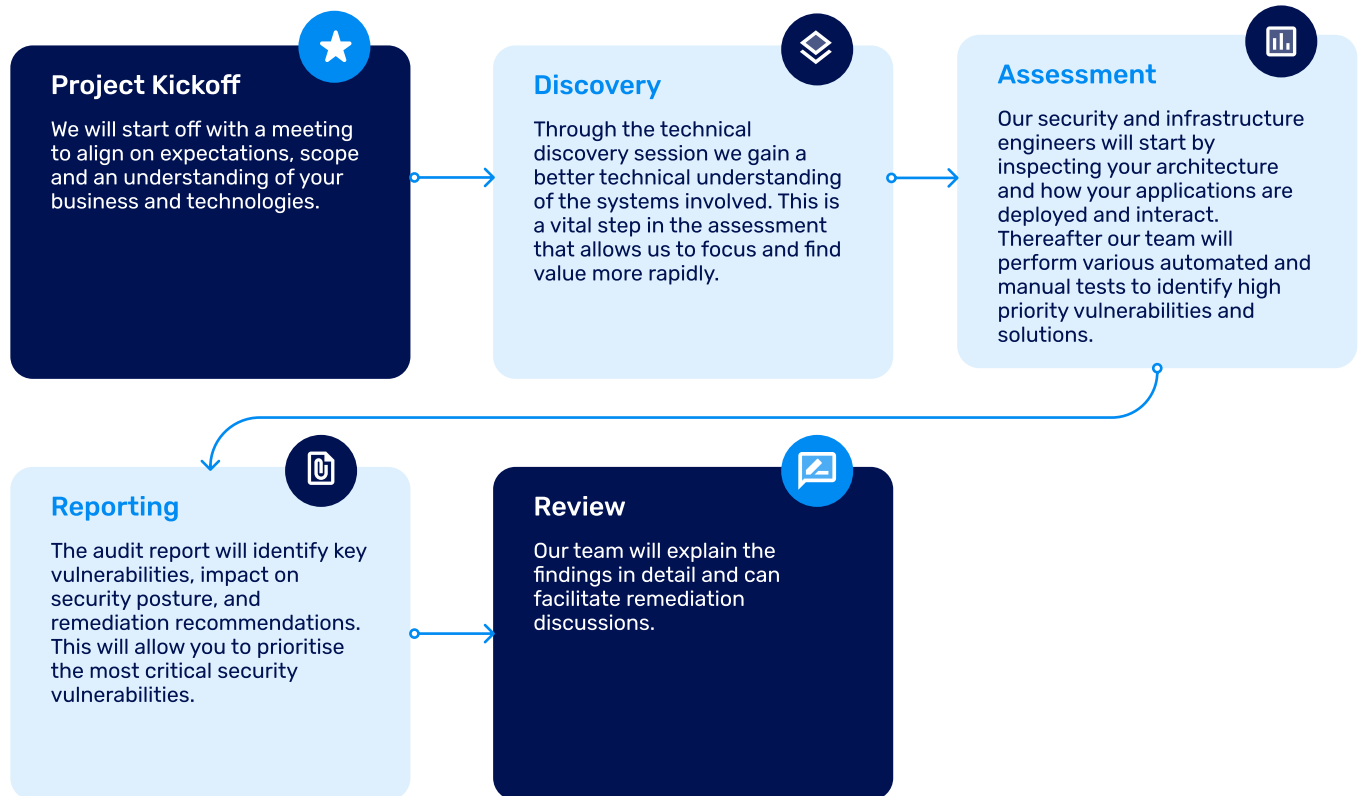 Project Kickoff
We will start off with a meeting
to align on expectations, scope
and an understanding of your
business and technologies.
Discovery
Through the technical
discovery session we gain a
better technical understanding
of the systems involved. This is
a vital step in the assessment
that allows us to focus and find
value more rapidly.
Assessment
Our security and infrastructure
engineers will start by
inspecting your architecture
and how your applications are
deployed and interact.
Thereafter our team will
perform various automated and
manual tests to identify high
priority vulnerabilities and
solutions.
Reporting
The audit report will identify key
vulnerabilities, impact on
security posture, and
remediation recommendations.
This will allow you to prioritise
the most critical security
vulnerabilities.
Review
Our team will explain the
findings in detail and can
facilitate remediation
discussions.